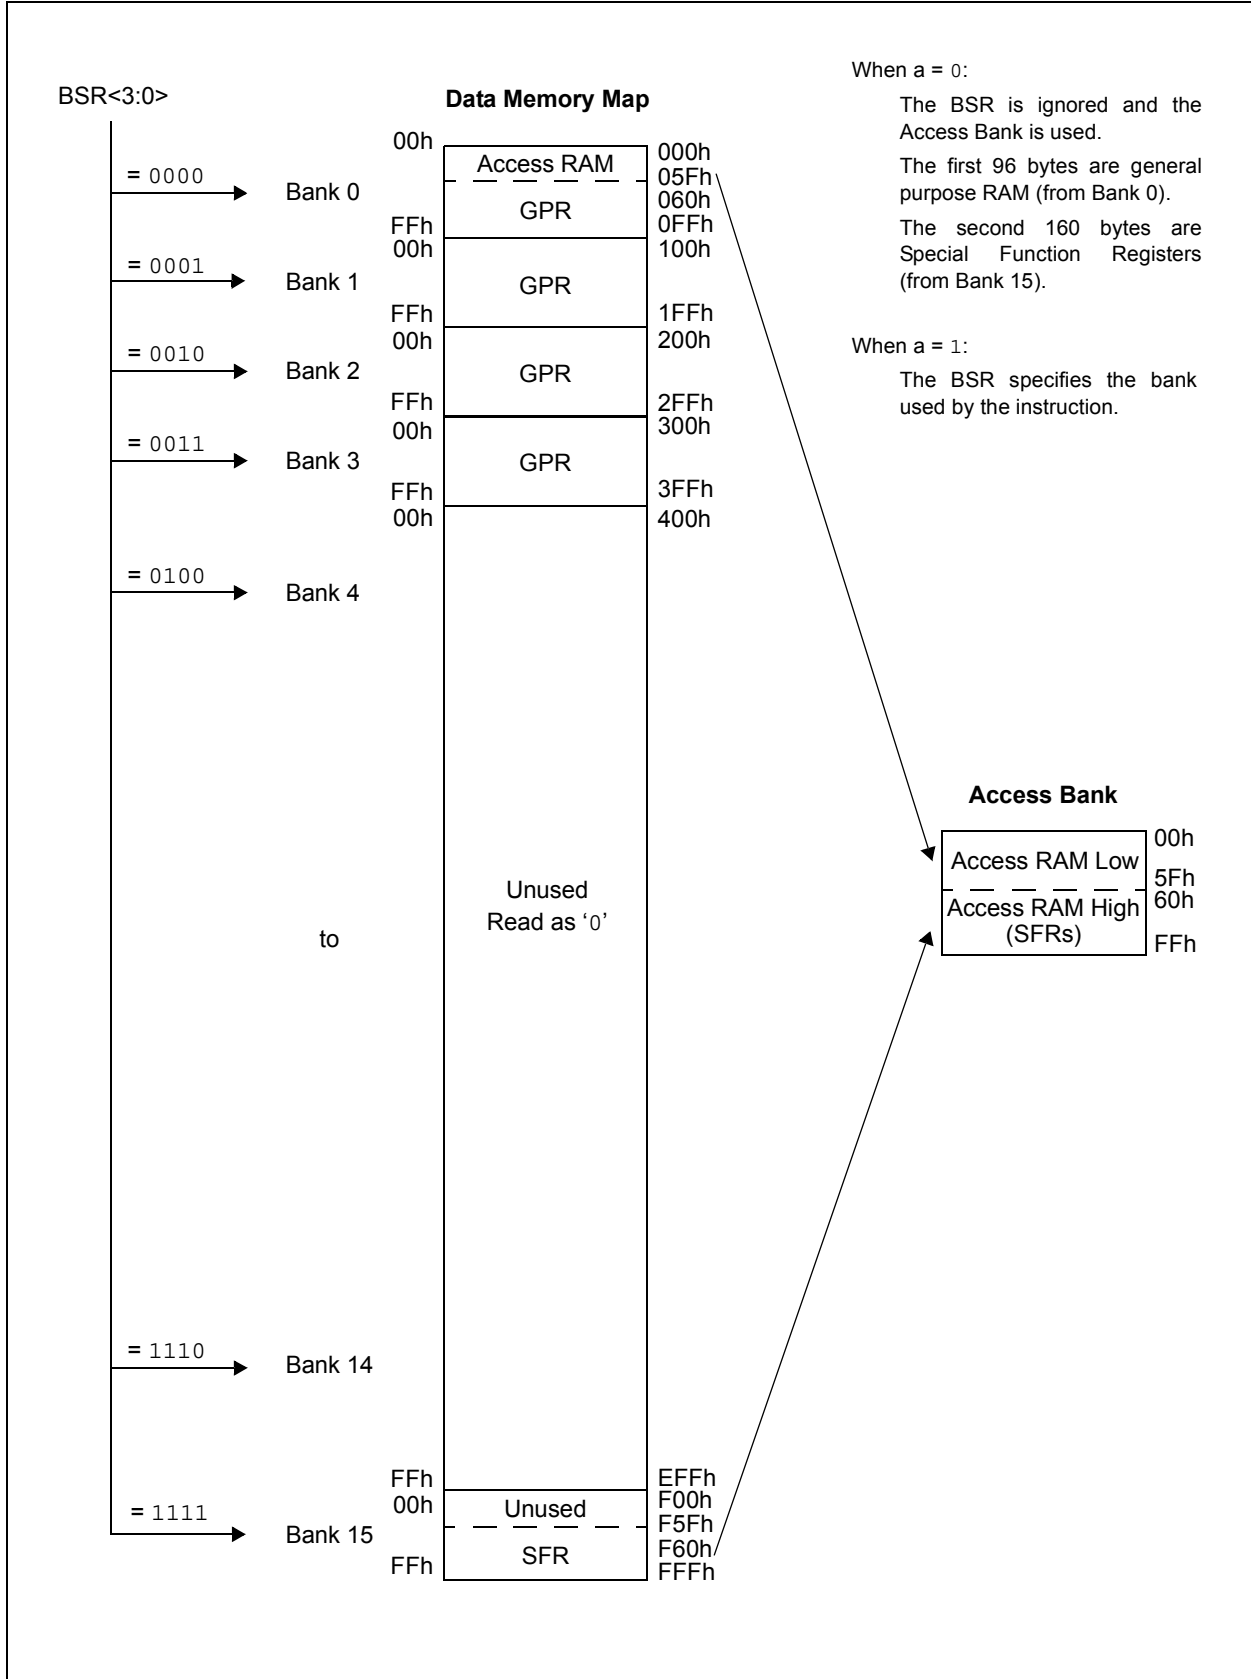 BSR<3:0>
Data Memory Map
When a = 0:
The BSR is ignored and the
Access Bank is used.
The first 96 bytes are general
purpose RAM (from Bank 0).
The second 160 bytes are
Special Function Registers
(from Bank 15).
When a = 1:
The BSR specifies the bank
used by the instruction.
= 0000
Bank 0
00h
Access RAM
000h
05Fh
060h
GPR
FFh
0FFh
= 0001
Bank 1
00h
100h
GPR
FFh
1FFh
= 0010
Bank 2
00h
200h
GPR
FFh
2FFh
= 0011
Bank 3
00h
300h
GPR
FFh
3FFh
00h
400h
= 0100
Bank 4
to
Unused
Read as ‘0’
Access Bank
Access RAM Low
00h
5Fh
60h
Access RAM High
(SFRs)
FFh
= 1110
Bank 14
FFh
EFFh
= 1111
Bank 15
00h
Unused
F00h
F5Fh
F60h
SFR
FFh
FFFh